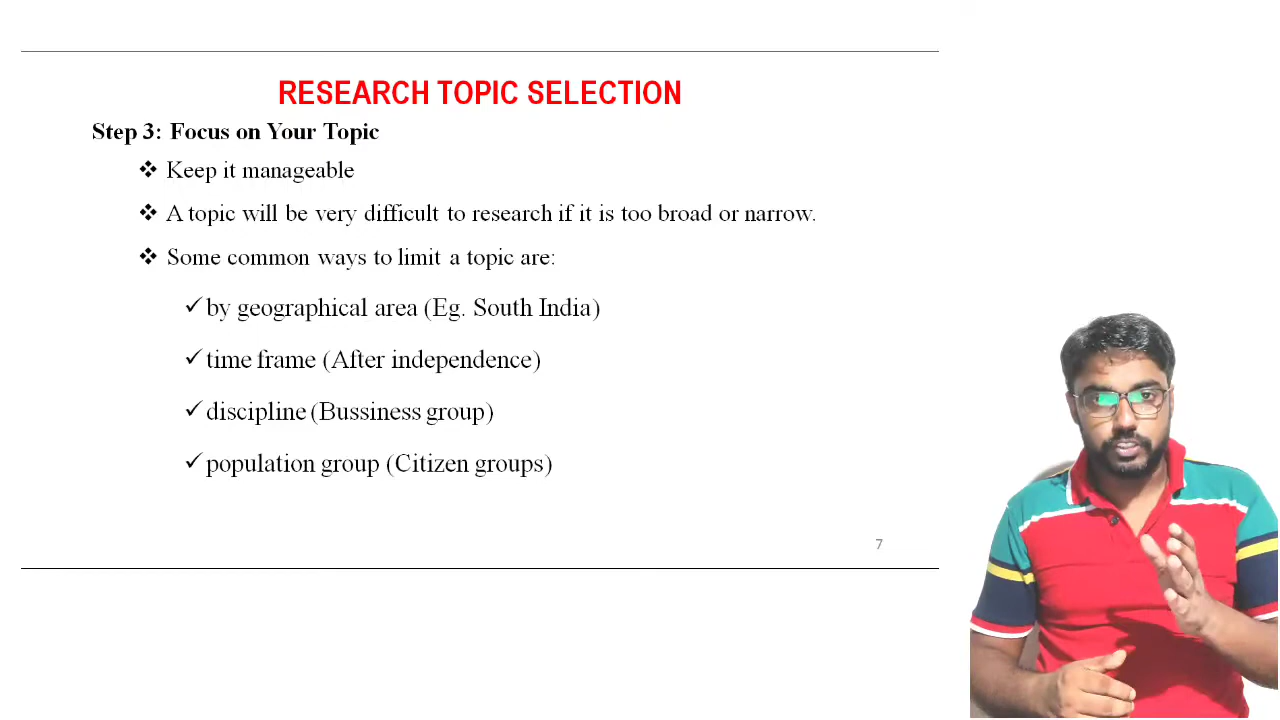 RESEARCH TOPIC SELECTION
Step 3: Focus on Your Topic
❖ Keep it manageable
❖ A topic will be very difficult to research if it is too broad or narrow.
❖ Some common ways to limit a topic are:
✓ by geographical area (Eg. South India)
✓ time frame (After independence)
✓ discipline (Bussiness group)
✓ population group (Citizen groups)
7